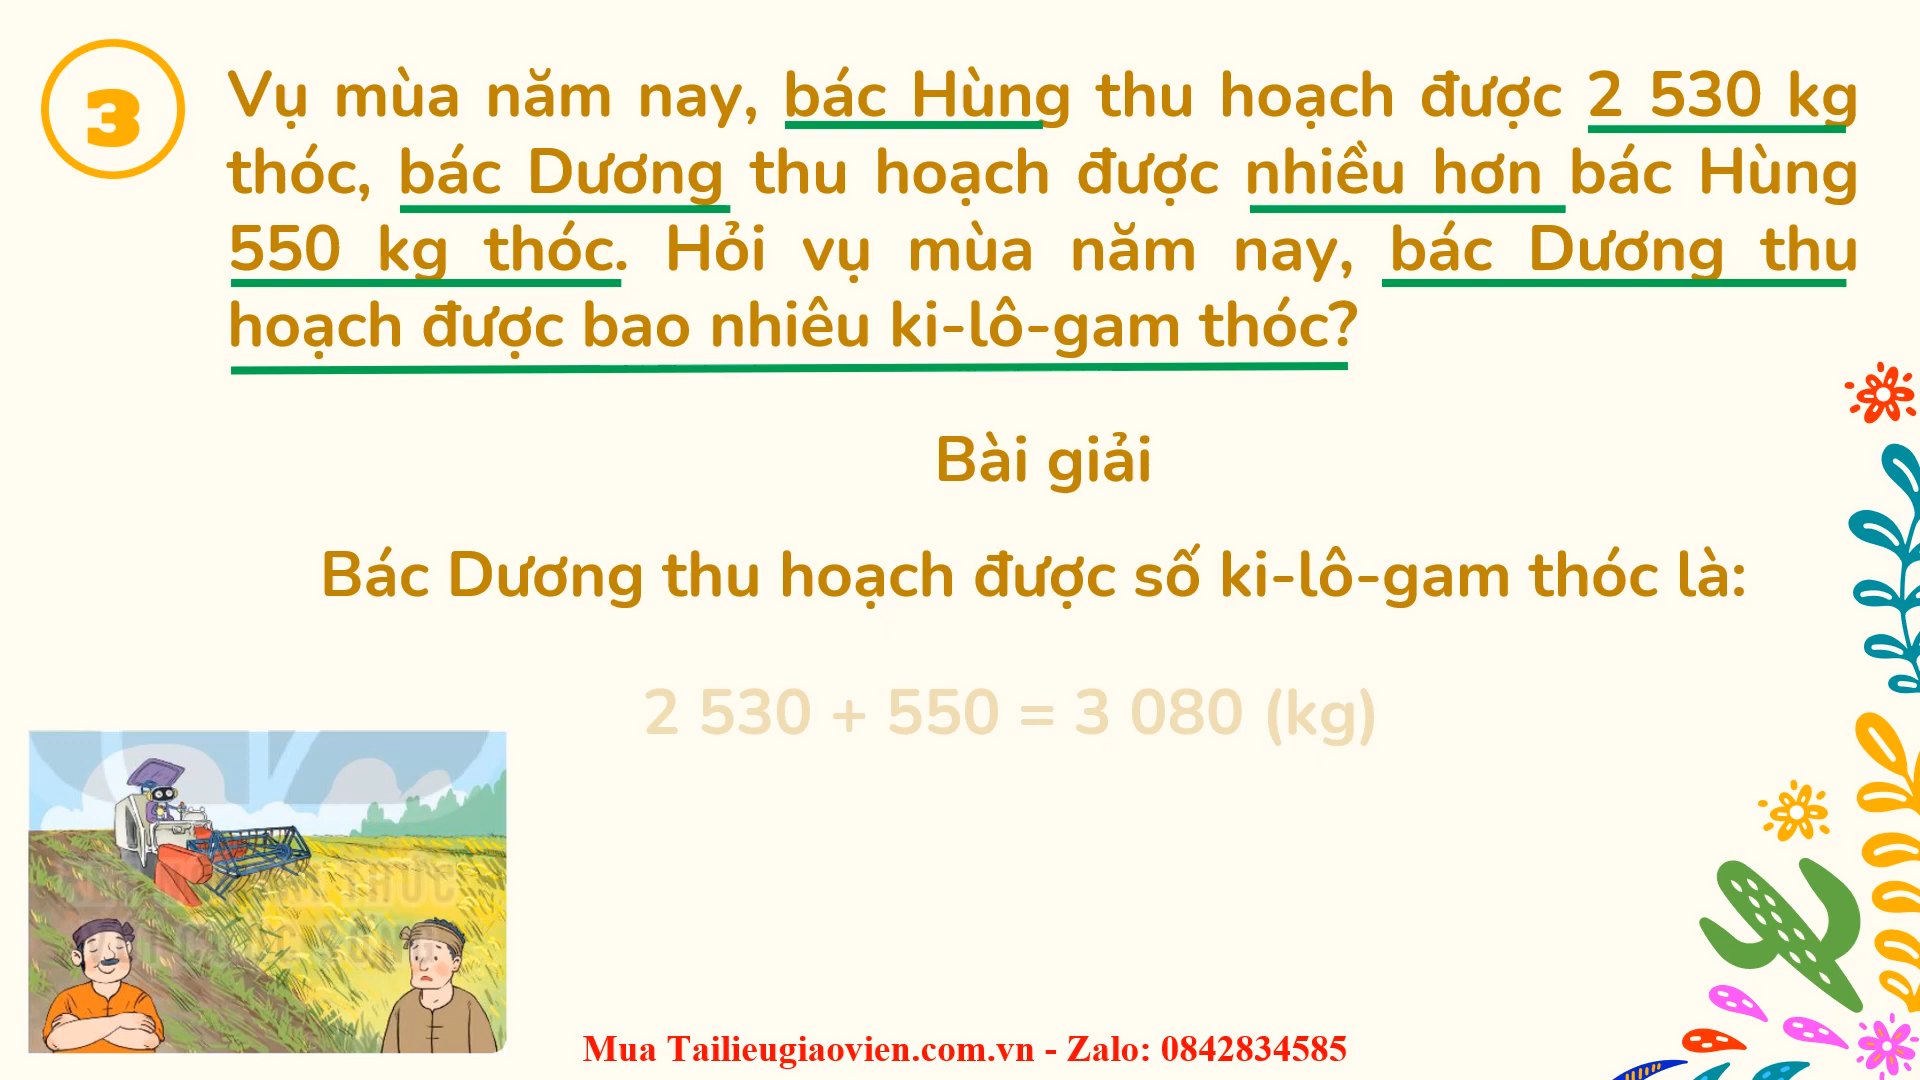 3
Vụ mùa năm nay, bác Hùng thu hoạch được 2 530 kg
thóc, bác Dương thu hoạch được nhiều hơn bác Hùng
550 kg thóc. Hỏi vụ mùa năm nay, bác Dương thu
hoạch được bao nhiêu ki-lô-gam thóc?
Bài giải
Bác Dương thu hoạch được số ki-lô-gam thóc là:
2 530 + 550 = 3 080 (kg)
Mua Tailieugiaovien.com.vn - Zalo: 0842834585